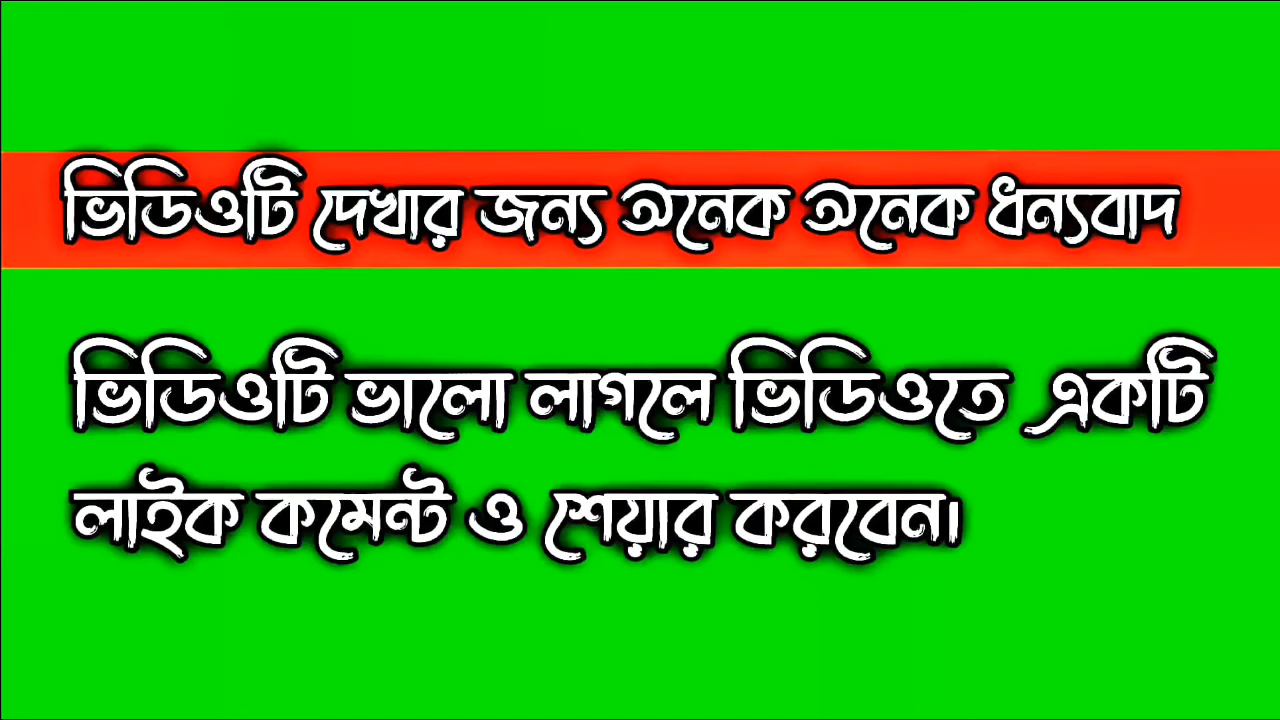 ভিডিওটি দেখার জন্য অনেক অনেক ধন্যবাদ
ভিডিওটি ভালো লাগলে ভিডিওতে একটি
লাইক কমেন্ট ও শেয়ার করবেন।